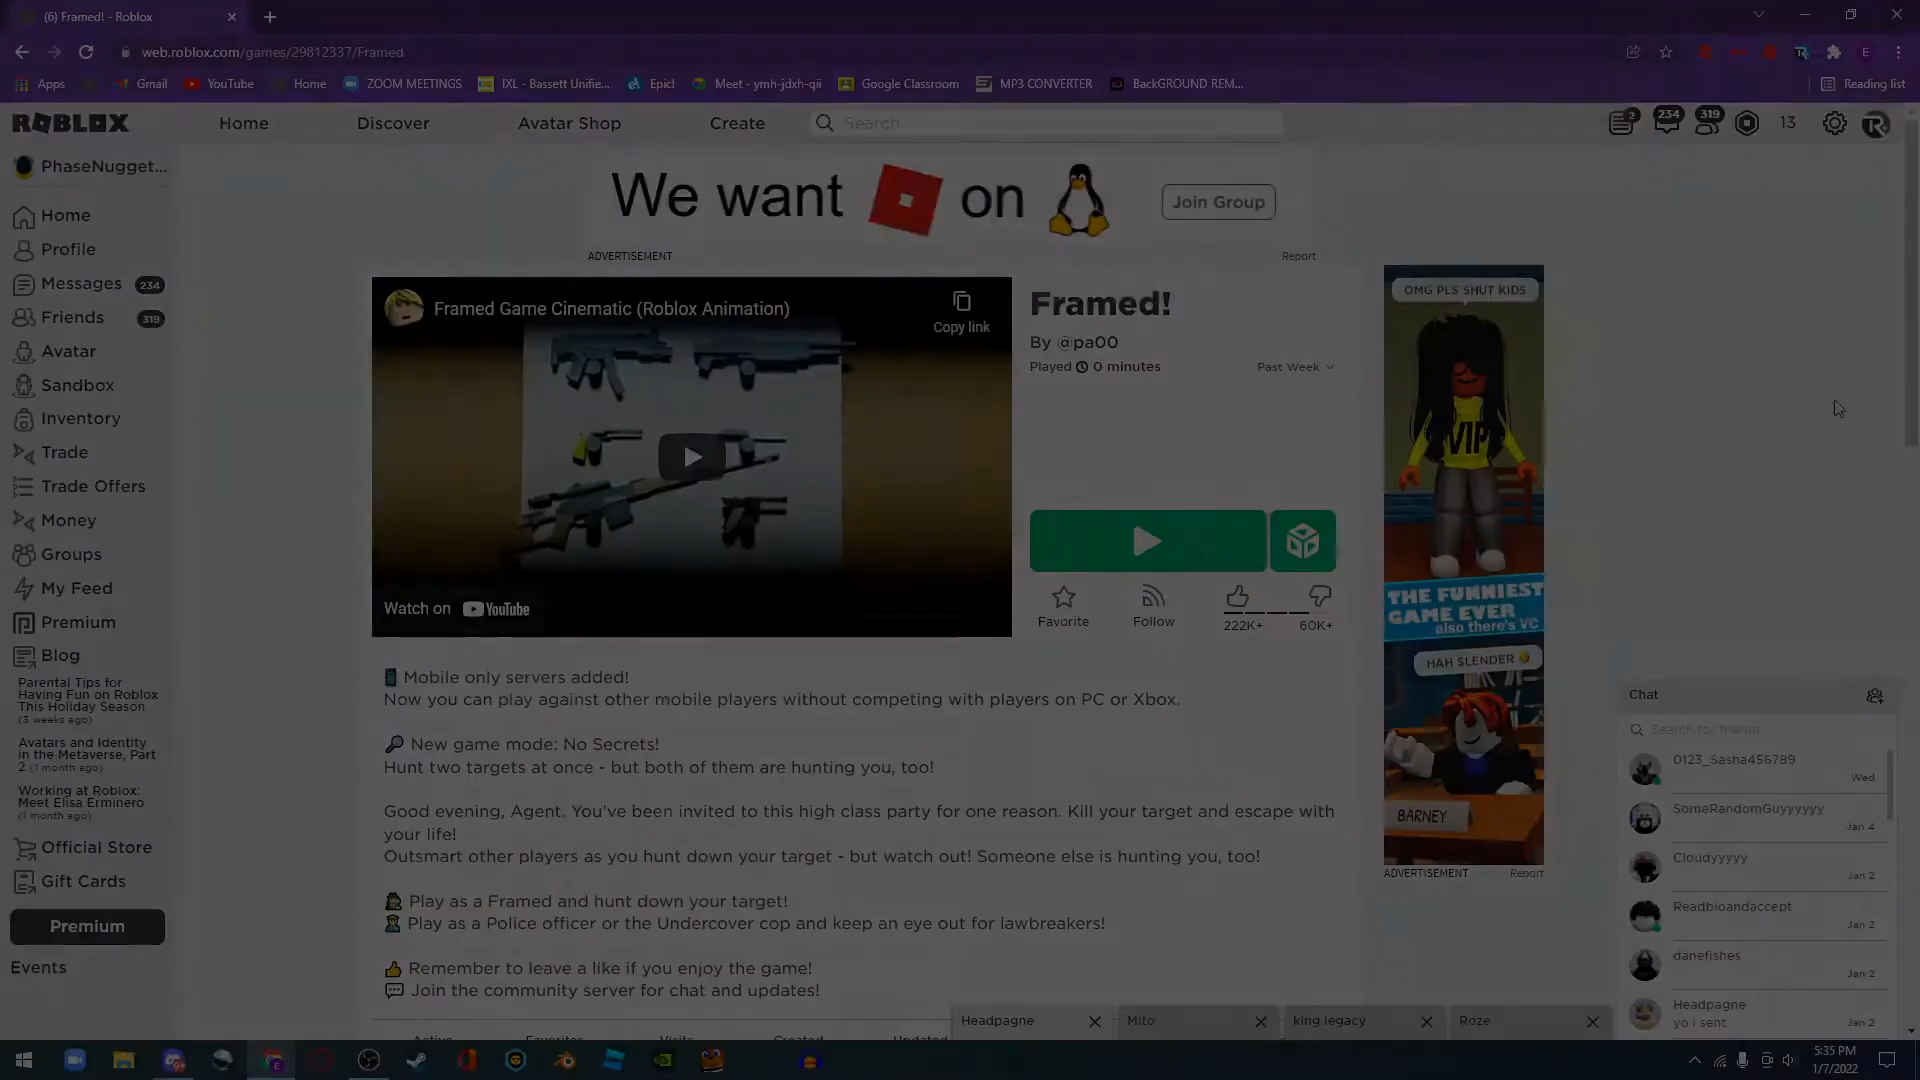 (6) Framed! - Roblox
web.roblox.com/games/29812337/Framed
Apps
Gmail
YouTube
Home
ZOOM MEETINGS
IXL - Bassett Unifie...
Epic!
Meet - ymh-jdxh-qii
Google Classroom
MP3 CONVERTER
BackGROUND REM...
Reading list
ROBLOX
Home
Discover
Avatar Shop
Create
Search
2
234
319
13
PhaseNugget...
Home
Profile
Messages 234
Friends 319
Avatar
Sandbox
Inventory
Trade
Trade Offers
Money
Groups
My Feed
Premium
Blog
Parental Tips for
Having Fun on Roblox
This Holiday Season
(3 weeks ago)
Avatars and Identity
in the Metaverse, Part
2 (1 month ago)
Working at Roblox:
Meet Elisa Erminero
(1 month ago)
Official Store
Gift Cards
Premium
Events
We want on
Join Group
ADVERTISEMENT
Report
Framed Game Cinematic (Roblox Animation)
Copy link
Watch on YouTube
Framed!
By @pa00
Played 0 minutes
Past Week
Favorite
Follow
222K+
60K+
📱 Mobile only servers added!
Now you can play against other mobile players without competing with players on PC or Xbox.
🔎 New game mode: No Secrets!
Hunt two targets at once - but both of them are hunting you, too!
Good evening, Agent. You've been invited to this high class party for one reason. Kill your target and escape with
your life!
Outsmart other players as you hunt down your target - but watch out! Someone else is hunting you, too!
Play as a Framed and hunt down your target!
Play as a Police officer or the Undercover cop and keep an eye out for lawbreakers!
👍 Remember to leave a like if you enjoy the game!
💬 Join the community server for chat and updates!
Active
Favorites
Visits
Created
Updated
OMG PLS SHUT KIDS
VIP
THE FUNNIEST
GAME EVER
also there's VC
HAH SLENDER
BARNEY
ADVERTISEMENT
Report
Chat
Search for friends
0123_Sasha456789
Wed
SomeRandomGuyyyyyy
Jan 4
Cloudyyyyy
Jan 2
Readbioandaccept
Jan 2
danefishes
Jan 2
Headpagne
yo i sent
Jan 2
Headpagne
Mito
king legacy
Roze
5:35 PM
1/7/2022